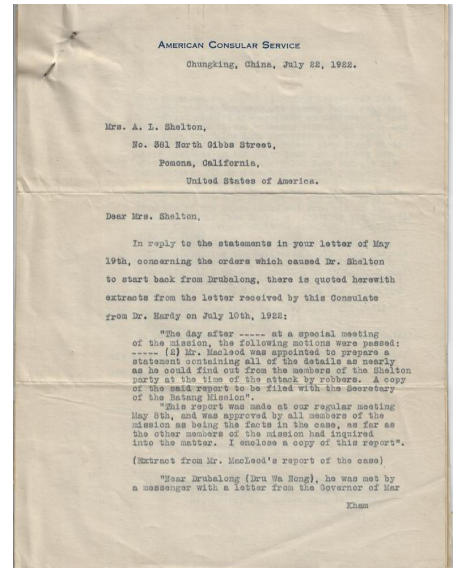 AMERICAN CONSULAR SERVICE
Chungking, China, July 22, 1922.
Mrs. A. L. Shelton,
No. 381 North Gibbs Street,
Pomona, California,
United States of America.
Dear Mrs. Shelton,
In reply to the statements in your letter of May
19th, concerning the orders which caused Dr. Shelton
to start back from Drubalong, there is quoted herewith
extracts from the letter received by this Consulate
from Dr. Hardy on July 10th, 1922:
"The day after ----- at a special meeting
of the mission, the following motions were passed:
----- (2) Mr. Macleod was appointed to prepare a
statement containing all of the details as nearly
as he could find out from the members of the Shelton
party at the time of the attack by robbers. A copy
of the said report to be filed with the Secretary
of the Batang Mission".
"This report was made at our regular meeting
May 8th, and was approved by all members of the
mission as being the facts in the case, as far as
the other members of the mission had inquired
into the matter. I enclose a copy of this report".
(Extract from Mr. MacLeod's report of the case)
"Near Drubalong (Dru Wa Nong), he was met by
a messenger with a letter from the Governor of Mar
Kham